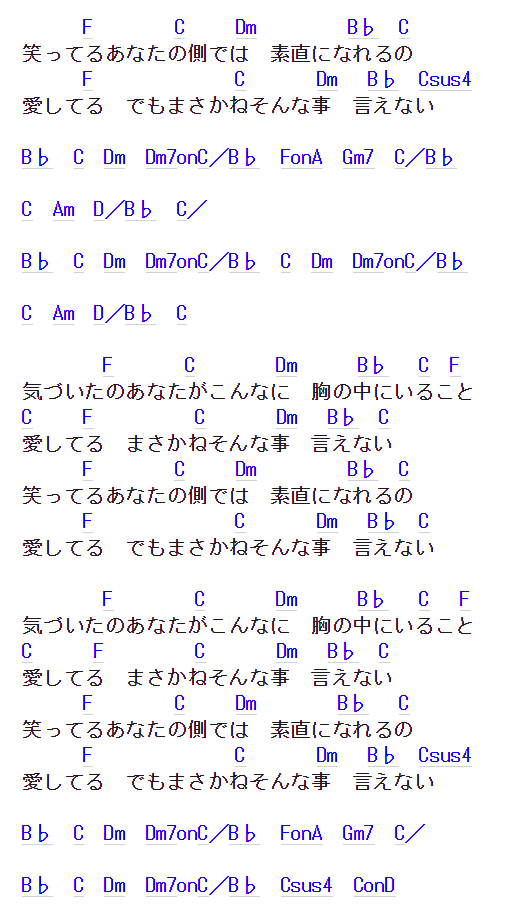 F C Dm B♭ C
笑ってるあなたの側では　素直になれるの
F C Dm B♭ Csus4
愛してる　でもまさかねそんな事　言えない
B♭ C Dm Dm7onC／B♭ FonA Gm7 C／B♭
C Am D／B♭ C／
B♭ C Dm Dm7onC／B♭ C Dm Dm7onC／B♭
C Am D／B♭ C
F C Dm B♭ C F
気づいたのあなたがこんなに　胸の中にいること
C F C Dm B♭ C
愛してる　まさかねそんな事　言えない
F C Dm B♭ C
笑ってるあなたの側では　素直になれるの
F C Dm B♭ C
愛してる　でもまさかねそんな事　言えない
F C Dm B♭ C F
気づいたのあなたがこんなに　胸の中にいること
C F C Dm B♭ C
愛してる　まさかねそんな事　言えない
F C Dm B♭ C
笑ってるあなたの側では　素直になれるの
F C Dm B♭ Csus4
愛してる　でもまさかねそんな事　言えない
B♭ C Dm Dm7onC／B♭ FonA Gm7 C／
B♭ C Dm Dm7onC／B♭ Csus4 ConD